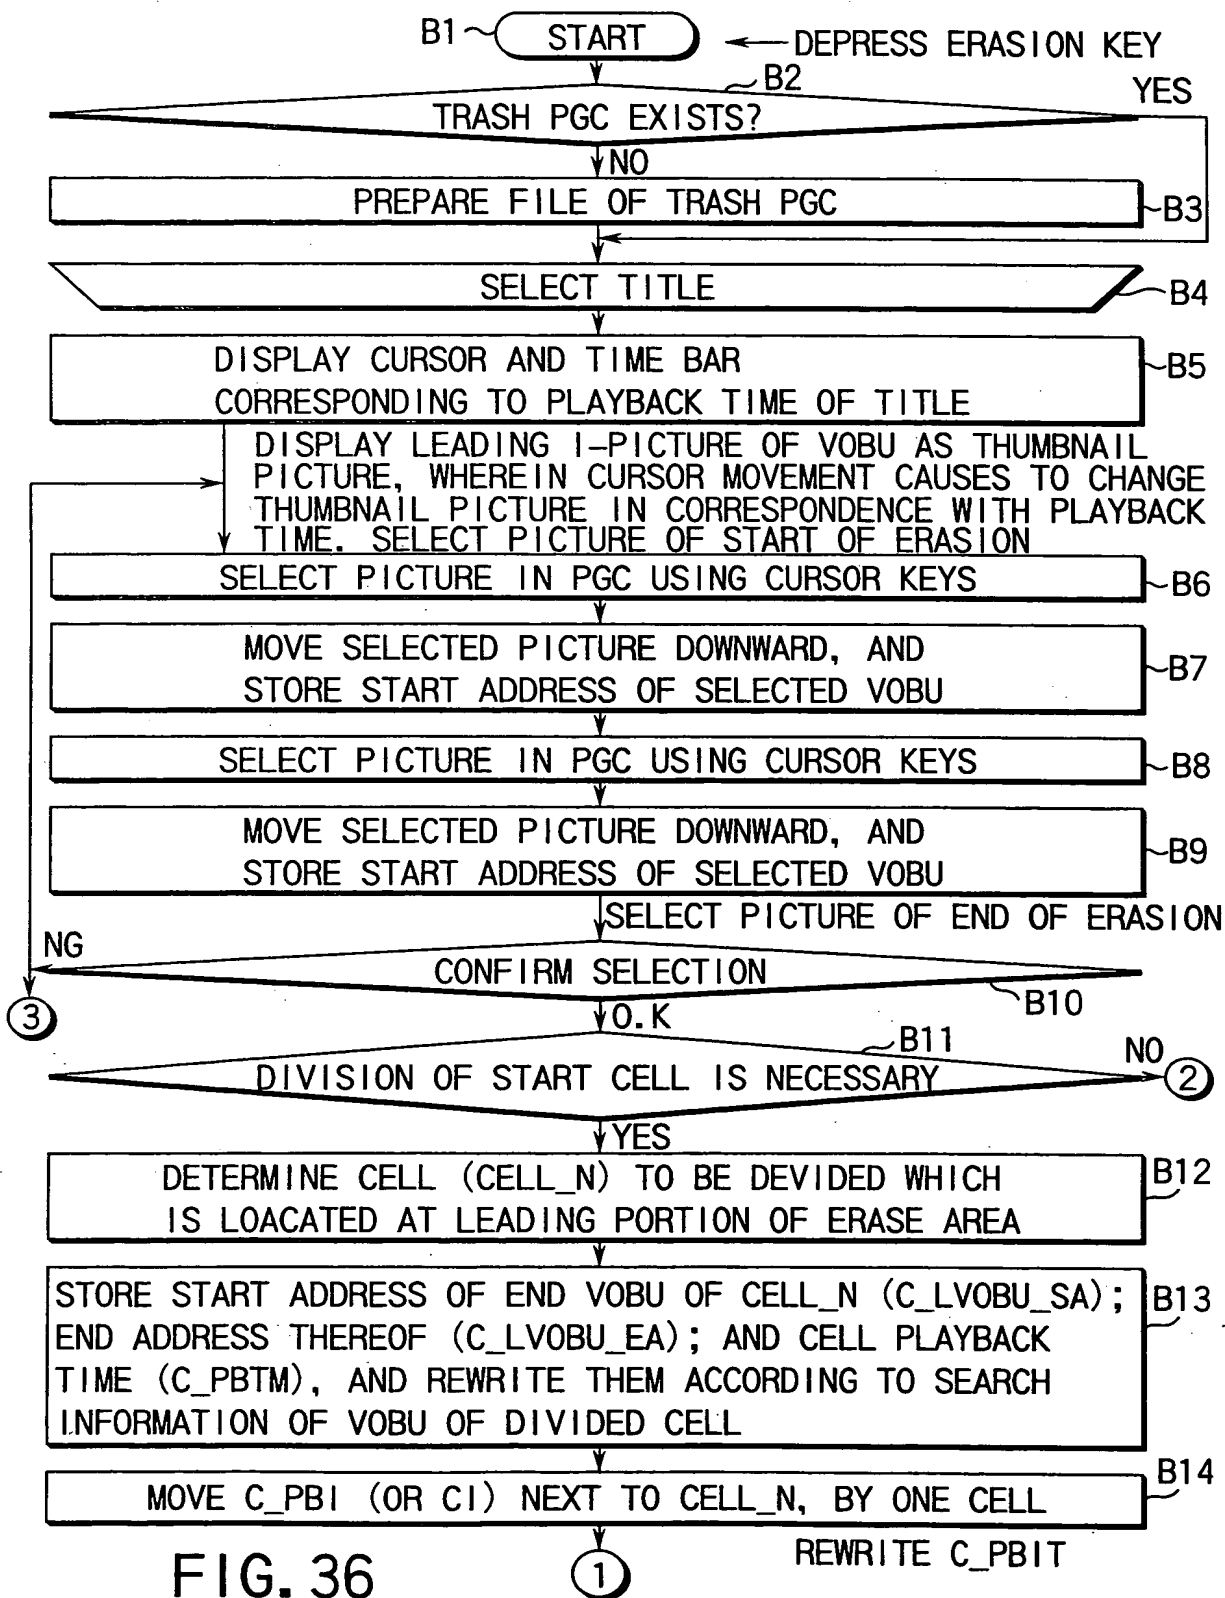 B1
START
DEPRESS ERASION KEY
B2
YES
TRASH PGC EXISTS?
NO
PREPARE FILE OF TRASH PGC
B3
SELECT TITLE
B4
DISPLAY CURSOR AND TIME BAR
CORRESPONDING TO PLAYBACK TIME OF TITLE
B5
DISPLAY LEADING I-PICTURE OF VOBU AS THUMBNAIL
PICTURE, WHEREIN CURSOR MOVEMENT CAUSES TO CHANGE
THUMBNAIL PICTURE IN CORRESPONDENCE WITH PLAYBACK
TIME. SELECT PICTURE OF START OF ERASION
SELECT PICTURE IN PGC USING CURSOR KEYS
B6
MOVE SELECTED PICTURE DOWNWARD, AND
STORE START ADDRESS OF SELECTED VOBU
B7
SELECT PICTURE IN PGC USING CURSOR KEYS
B8
MOVE SELECTED PICTURE DOWNWARD, AND
STORE START ADDRESS OF SELECTED VOBU
B9
SELECT PICTURE OF END OF ERASION
NG
CONFIRM SELECTION
B10
3
O.K
B11
NO
DIVISION OF START CELL IS NECESSARY
2
YES
DETERMINE CELL (CELL_N) TO BE DEVIDED WHICH
IS LOACATED AT LEADING PORTION OF ERASE AREA
B12
STORE START ADDRESS OF END VOBU OF CELL_N (C_LVOBU_SA);
END ADDRESS THEREOF (C_LVOBU_EA); AND CELL PLAYBACK
TIME (C_PBTM), AND REWRITE THEM ACCORDING TO SEARCH
INFORMATION OF VOBU OF DIVIDED CELL
B13
MOVE C_PBI (OR CI) NEXT TO CELL_N, BY ONE CELL
B14
REWRITE C_PBIT
1
FIG. 36